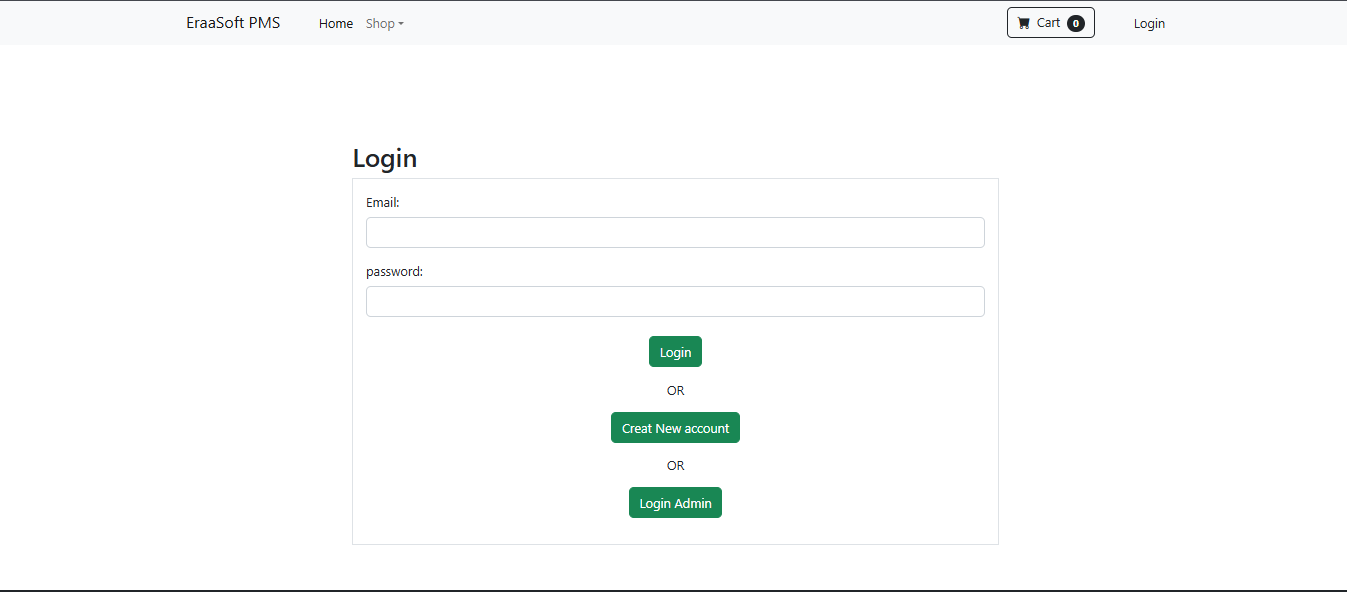 EraaSoft PMS Home Shop Cart 0 Login
Login
Email:
password:
Login
OR
Creat New account
OR
Login Admin